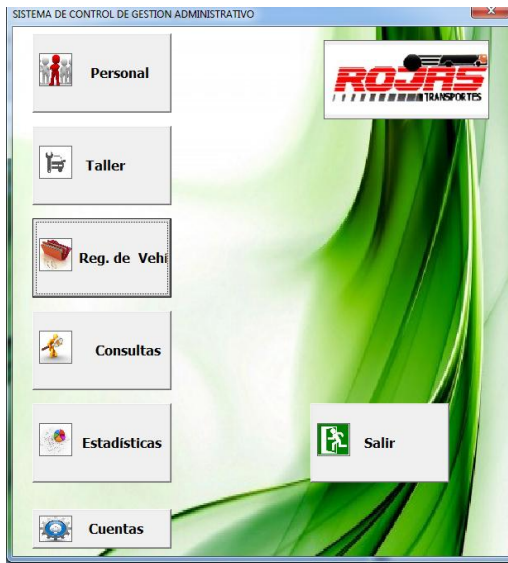 SISTEMA DE CONTROL DE GESTION ADMINISTRATIVO
Personal
ROJAS
TRANSPORTES
Taller
Reg. de Vehi
Consultas
Estadísticas
Salir
Cuentas